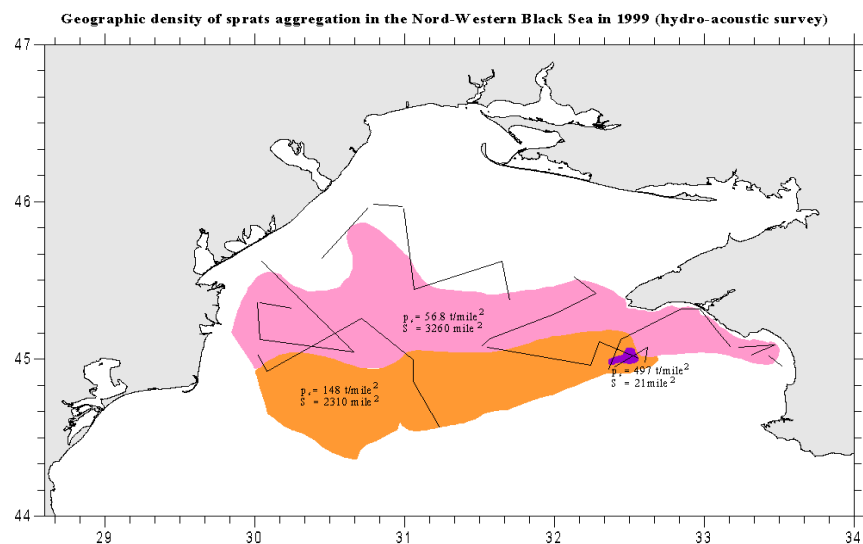 Geographic density of sprats aggregation in the Nord-Western Black Sea in 1999 (hydro-acoustic survey)
47
46
p s = 56.8 t/mile²
S = 3260 mile²
45
p s = 148 t/mile²
S = 2310 mile²
p s = 497 t/mile²
S = 21mile²
44
29 30 31 32 33 34